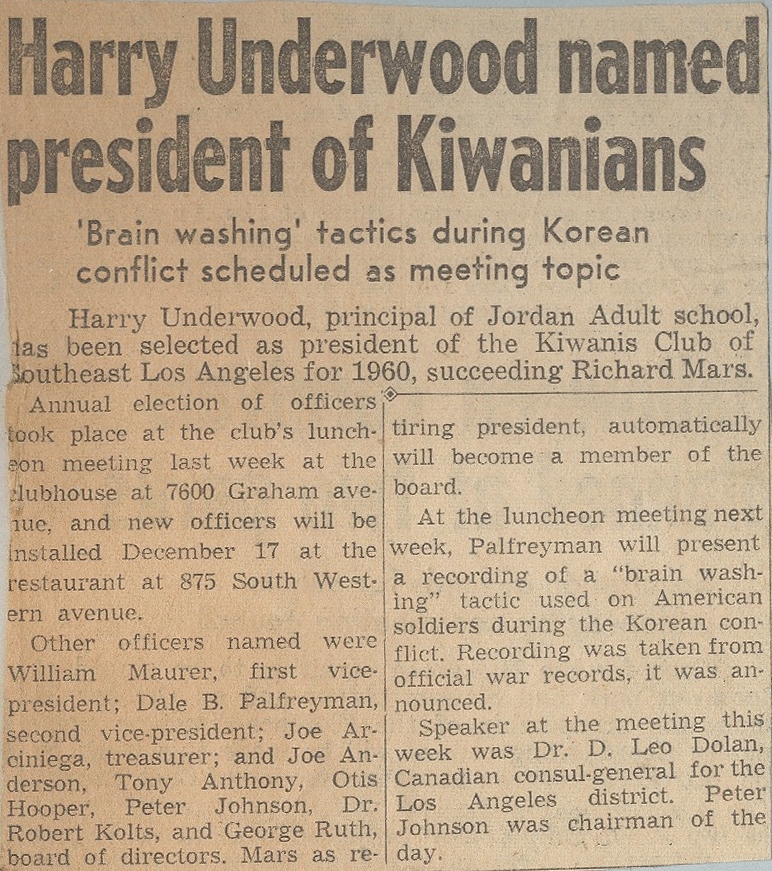 Harry Underwood named
president of Kiwanians
'Brain washing' tactics during Korean
conflict scheduled as meeting topic
Harry Underwood, principal of Jordan Adult school,
has been selected as president of the Kiwanis Club of
Southeast Los Angeles for 1960, succeeding Richard Mars.
Annual election of officers
took place at the club's lunch-
eon meeting last week at the
clubhouse at 7600 Graham ave-
nue, and new officers will be
installed December 17 at the
restaurant at 875 South West-
ern avenue.
Other officers named were
William Maurer, first vice-
president; Dale B. Palfreyman,
second vice-president; Joe Ar-
ciniega, treasurer; and Joe An-
derson, Tony Anthony, Otis
Hooper, Peter Johnson, Dr.
Robert Kolts, and George Ruth,
board of directors. Mars as re-
tiring president, automatically
will become a member of the
board.
At the luncheon meeting next
week, Palfreyman will present
a recording of a "brain wash-
ing" tactic used on American
soldiers during the Korean con-
flict. Recording was taken from
official war records, it was an-
nounced.
Speaker at the meeting this
week was Dr. D. Leo Dolan,
Canadian consul-general for the
Los Angeles district. Peter
Johnson was chairman of the
day.